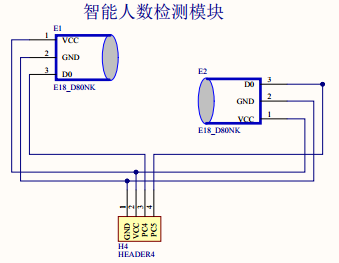 智能人数检测模块
E1
1 VCC
2 GND
3 D0
E18_D80NK
E2
D0 3
GND 2
VCC 1
E18_D80NK
1 2 3 4
GND VCC PC4 PC5
H4
HEADER4